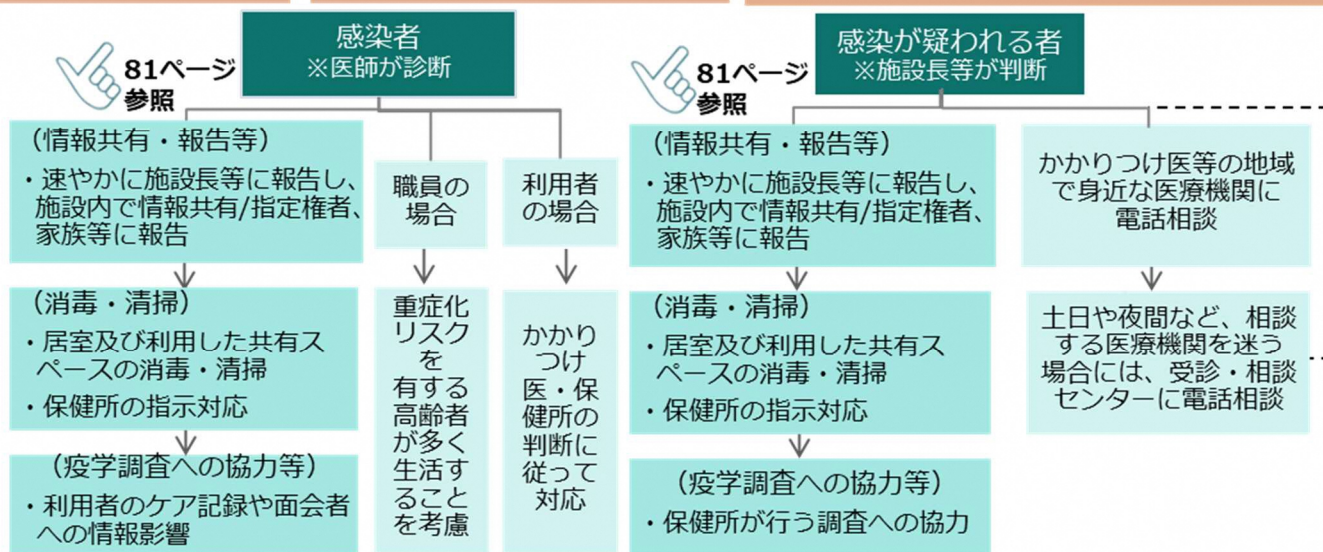 感染者
※医師が診断
81ページ
参照
（情報共有・報告等）
・速やかに施設長等に報告し、
施設内で情報共有/指定権者、
家族等に報告
（消毒・清掃）
・居室及び利用した共有ス
ペースの消毒・清掃
・保健所の指示対応
（疫学調査への協力等）
・利用者のケア記録や面会者
への情報影響
職員の
場合
重症化
リスク
を
有する
高齢者
が多く
生活す
ること
を考慮
利用者
の場合
かかり
つけ
医・保
健所の
判断に
従って
対応
感染が疑われる者
※施設長等が判断
81ページ
参照
（情報共有・報告等）
・速やかに施設長等に報告し、
施設内で情報共有/指定権者、
家族等に報告
（消毒・清掃）
・居室及び利用した共有ス
ペースの消毒・清掃
・保健所の指示対応
（疫学調査への協力等）
・保健所が行う調査への協力
かかりつけ医等の地域
で身近な医療機関に
電話相談
土日や夜間など、相談
する医療機関を迷う
場合には、受診・相談
センターに電話相談